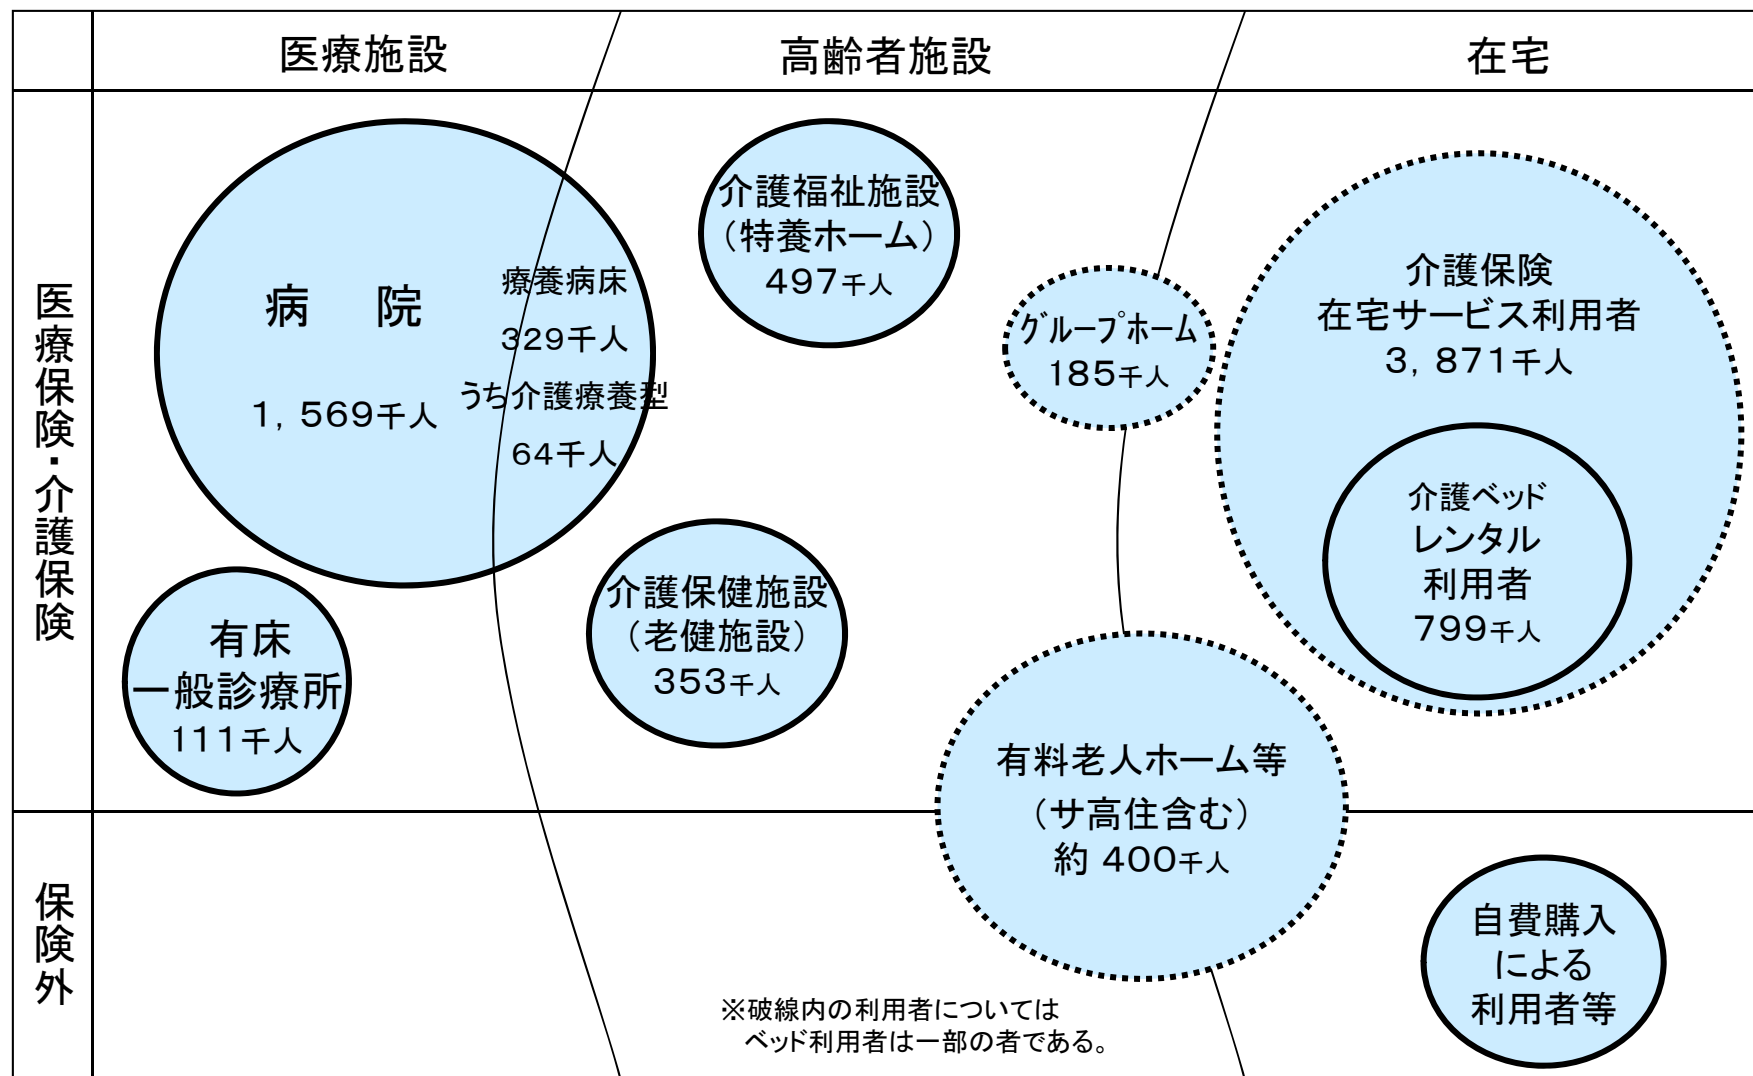 医療施設
高齢者施設
在宅
医療保険・介護保険
病　院
1，569千人
療養病床
329千人
うち介護療養型
64千人
有床
一般診療所
111千人
介護福祉施設
（特養ホーム）
497千人
介護保健施設
（老健施設）
353千人
グループホーム
185千人
介護保険
在宅サービス利用者
3，871千人
介護ベッド
レンタル
利用者
799千人
有料老人ホーム等
（サ高住含む）
約 400千人
保険外
自費購入
による
利用者等
※破線内の利用者については
ベッド利用者は一部の者である。